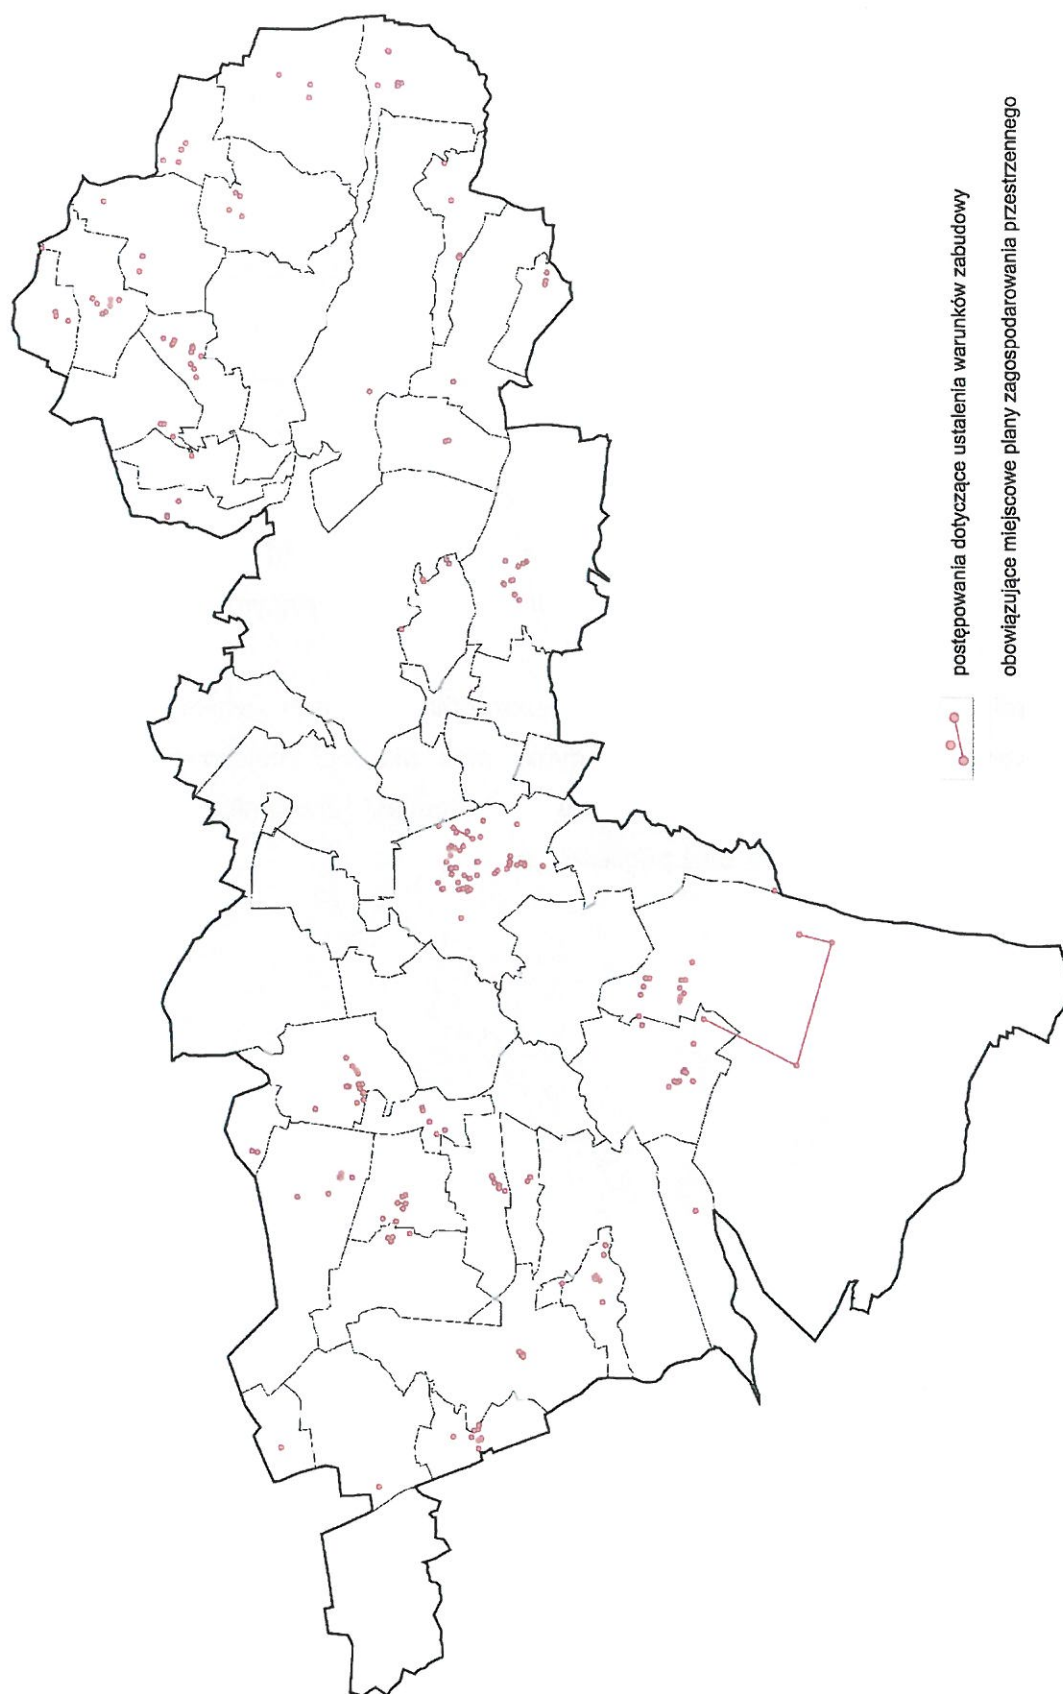 postępowania dotyczące ustalenia warunków zabudowy
obowiązujące miejscowe plany zagospodarowania przestrzennego